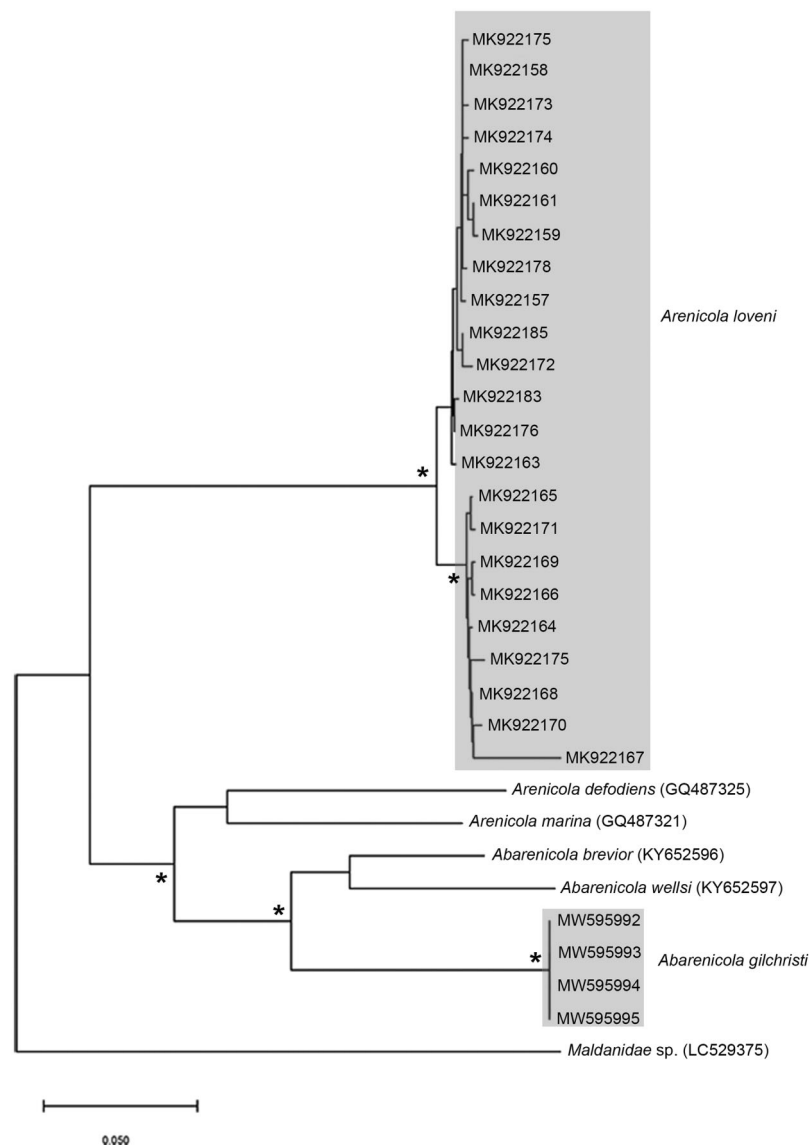 MK922175
MK922158
MK922173
MK922174
MK922160
MK922161
MK922159
MK922178
MK922157
Arenicola loveni
MK922185
MK922172
MK922183
MK922176
MK922163
*
MK922165
MK922171
MK922169
*
MK922166
MK922164
MK922175
MK922168
MK922170
MK922167
Arenicola defodiens (GQ487325)
Arenicola marina (GQ487321)
Abarenicola brevior (KY652596)
*
Abarenicola wellsi (KY652597)
*
MW595992
MW595993
*
Abarenicola gilchristi
MW595994
MW595995
Maldanidae sp. (LC529375)
0.050